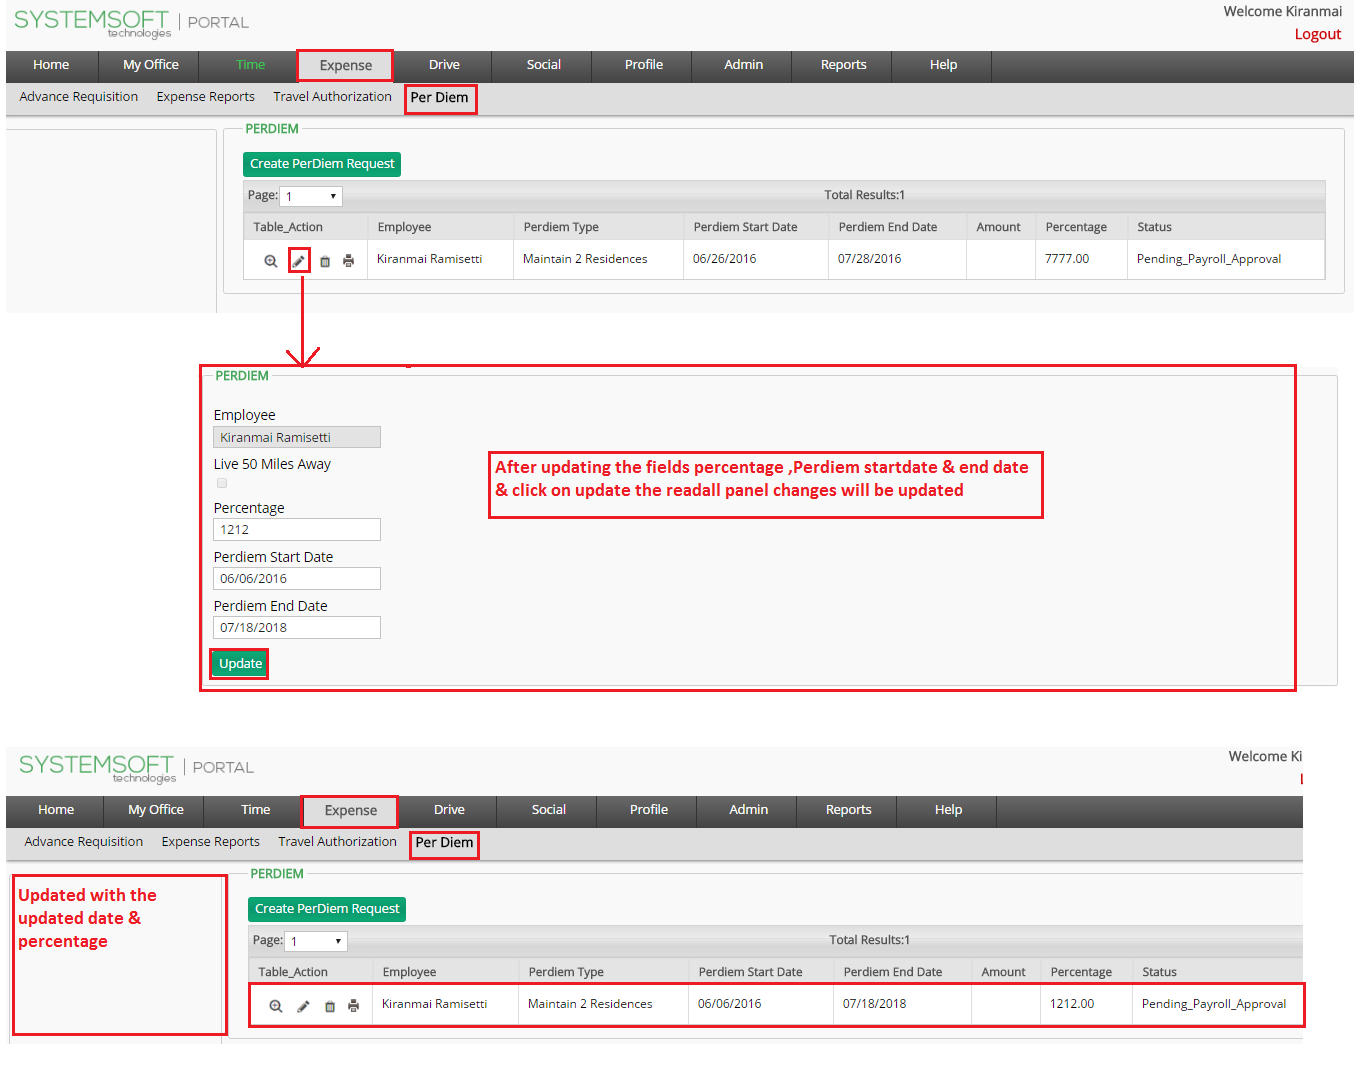 SYSTEMSOFT technologies | PORTAL
Welcome Kiranmai
Logout
Home My Office Time Expense Drive Social Profile Admin Reports Help
Advance Requisition Expense Reports Travel Authorization Per Diem
PERDIEM
Create PerDiem Request
Page: 1 Total Results:1
Table_Action Employee Perdiem Type Perdiem Start Date Perdiem End Date Amount Percentage Status
Kiranmai Ramisetti Maintain 2 Residences 06/26/2016 07/28/2016 7777.00 Pending_Payroll_Approval
PERDIEM
Employee
Kiranmai Ramisetti
Live 50 Miles Away
Percentage
1212
Perdiem Start Date
06/06/2016
Perdiem End Date
07/18/2018
Update
After updating the fields percentage ,Perdiem startdate & end date
& click on update the readall panel changes will be updated
SYSTEMSOFT technologies | PORTAL
Welcome Ki
Home My Office Time Expense Drive Social Profile Admin Reports Help
Advance Requisition Expense Reports Travel Authorization Per Diem
Updated with the
updated date &
percentage
PERDIEM
Create PerDiem Request
Page: 1 Total Results:1
Table_Action Employee Perdiem Type Perdiem Start Date Perdiem End Date Amount Percentage Status
Kiranmai Ramisetti Maintain 2 Residences 06/06/2016 07/18/2018 1212.00 Pending_Payroll_Approval